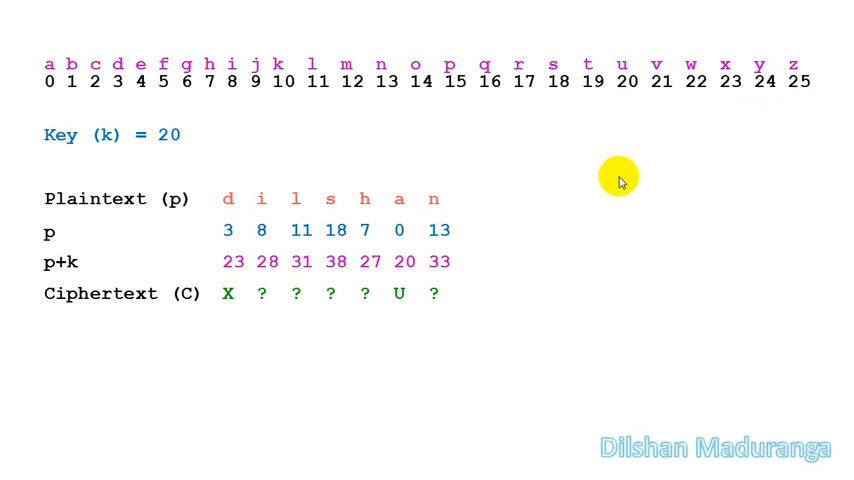 a b c d e f g h i j k l m n o p q r s t u v w x y z
0 1 2 3 4 5 6 7 8 9 10 11 12 13 14 15 16 17 18 19 20 21 22 23 24 25
Key (k) = 20
Plaintext (p) d i l s h a n
p 3 8 11 18 7 0 13
p+k 23 28 31 38 27 20 33
Ciphertext (C) X ? ? ? ? U ?
Dilshan Maduranga